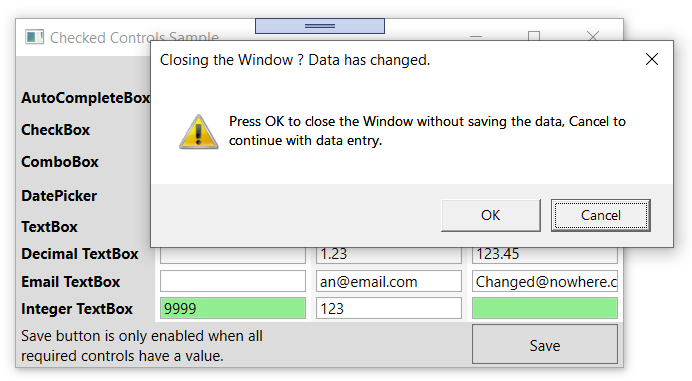 Checked Controls Sample
Closing the Window ? Data has changed.
Press OK to close the Window without saving the data, Cancel to
continue with data entry.
OK Cancel
AutoCompleteBox
CheckBox
ComboBox
DatePicker
TextBox
Decimal TextBox 1.23 123.45
Email TextBox an@email.com Changed@nowhere.c
Integer TextBox 9999 123
Save button is only enabled when all
required controls have a value.
Save